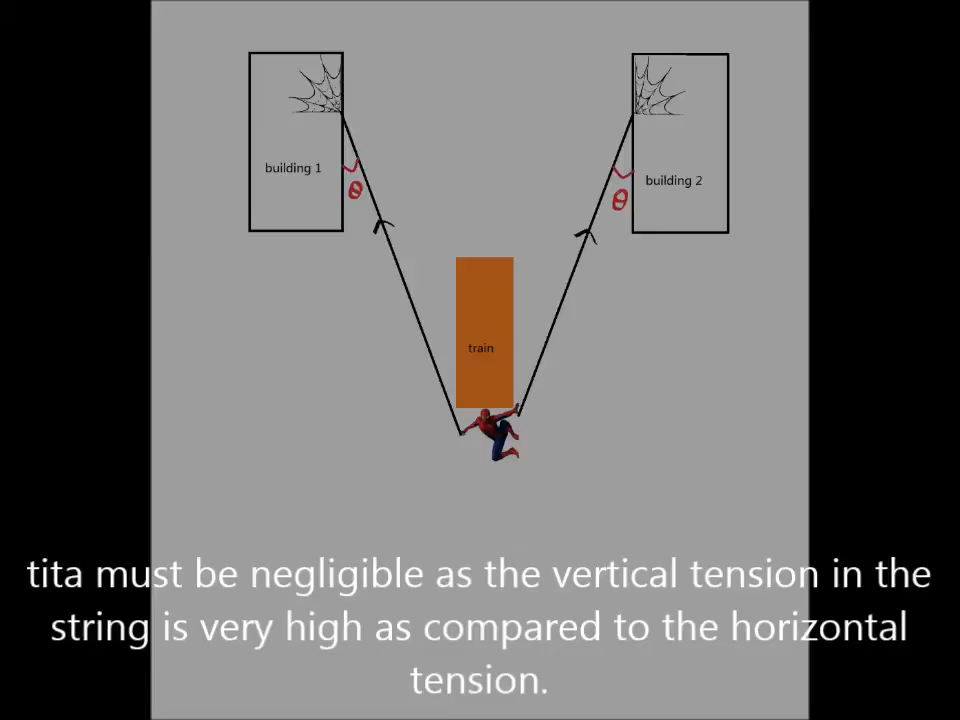 building 1
building 2
θ
θ
train
tita must be negligible as the vertical tension in the
string is very high as compared to the horizontal
tension.